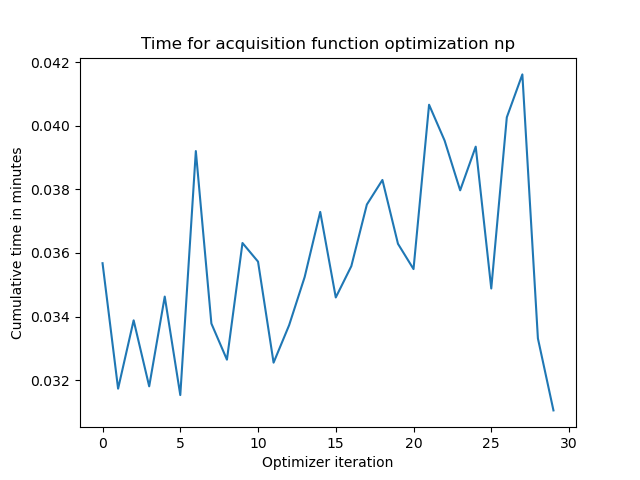 Time for acquisition function optimization np
0.042
0.040
0.038
0.036
0.034
0.032
Cumulative time in minutes
0 5 10 15 20 25 30
Optimizer iteration